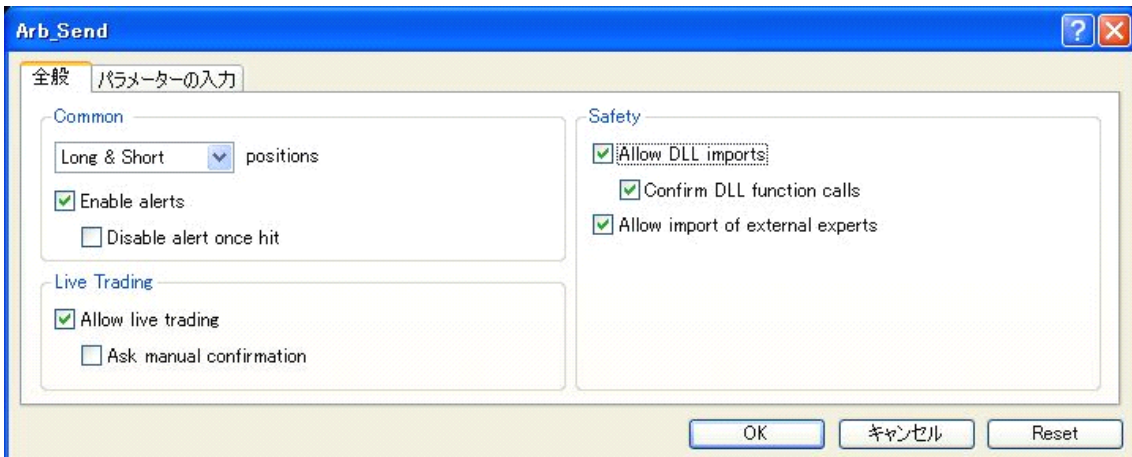 Arb_Send
全般
パラメーターの入力
Common
Long & Short positions
Enable alerts
Disable alert once hit
Live Trading
Allow live trading
Ask manual confirmation
Safety
Allow DLL imports
Confirm DLL function calls
Allow import of external experts
OK
キャンセル
Reset